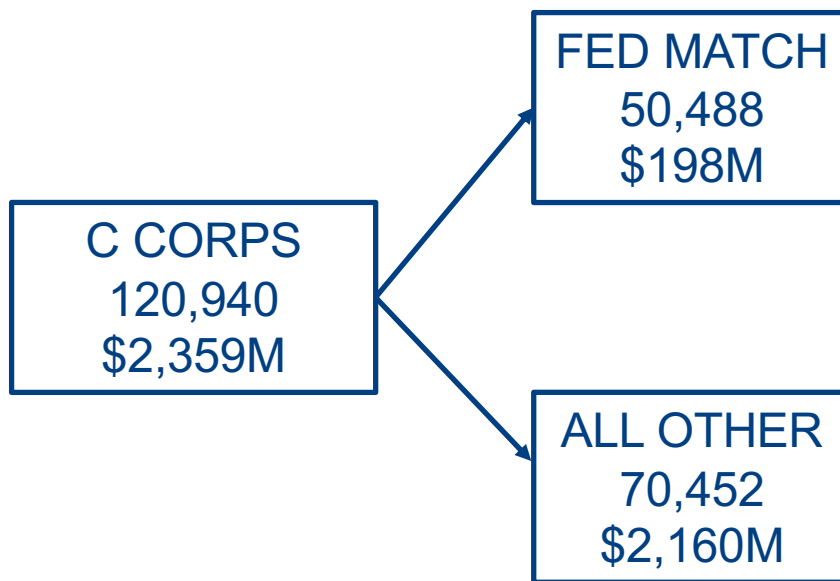 FED MATCH
50,488
$198M
C CORPS
120,940
$2,359M
ALL OTHER
70,452
$2,160M